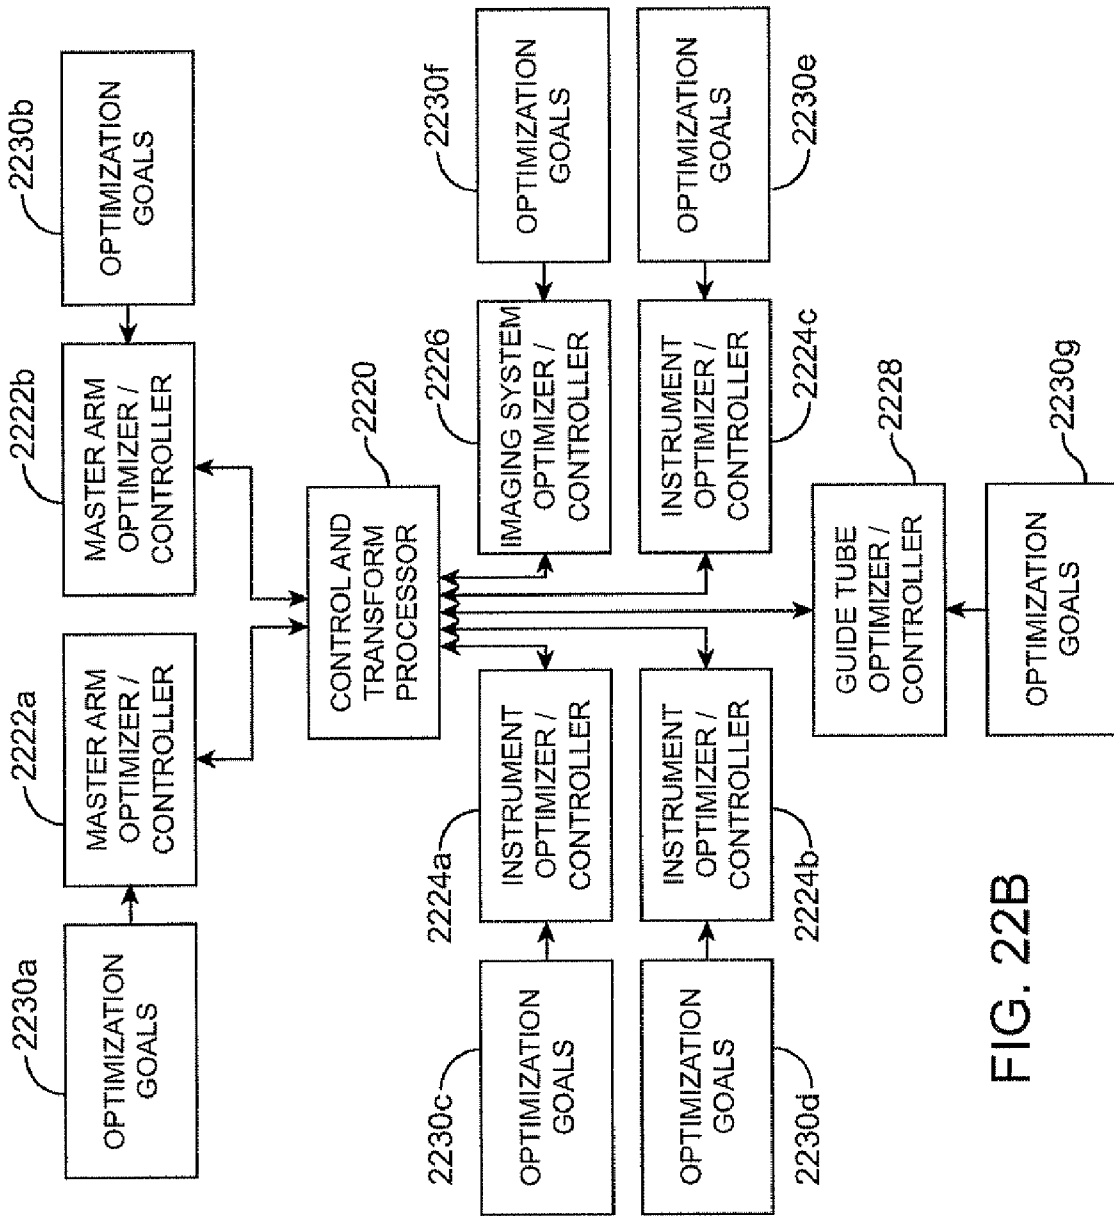 2230a
OPTIMIZATION
GOALS
2222a
MASTER ARM
OPTIMIZER /
CONTROLLER
2222b
MASTER ARM
OPTIMIZER /
CONTROLLER
2230b
OPTIMIZATION
GOALS
CONTROL AND
TRANSFORM
PROCESSOR
2220
2230c
OPTIMIZATION
GOALS
2224a
INSTRUMENT
OPTIMIZER /
CONTROLLER
2226
IMAGING SYSTEM
OPTIMIZER /
CONTROLLER
2230f
OPTIMIZATION
GOALS
OPTIMIZATION
GOALS
2230d
INSTRUMENT
OPTIMIZER /
CONTROLLER
2224b
INSTRUMENT
OPTIMIZER /
CONTROLLER
2224c
OPTIMIZATION
GOALS
2230e
GUIDE TUBE
OPTIMIZER /
CONTROLLER
2228
OPTIMIZATION
GOALS
2230g
FIG. 22B